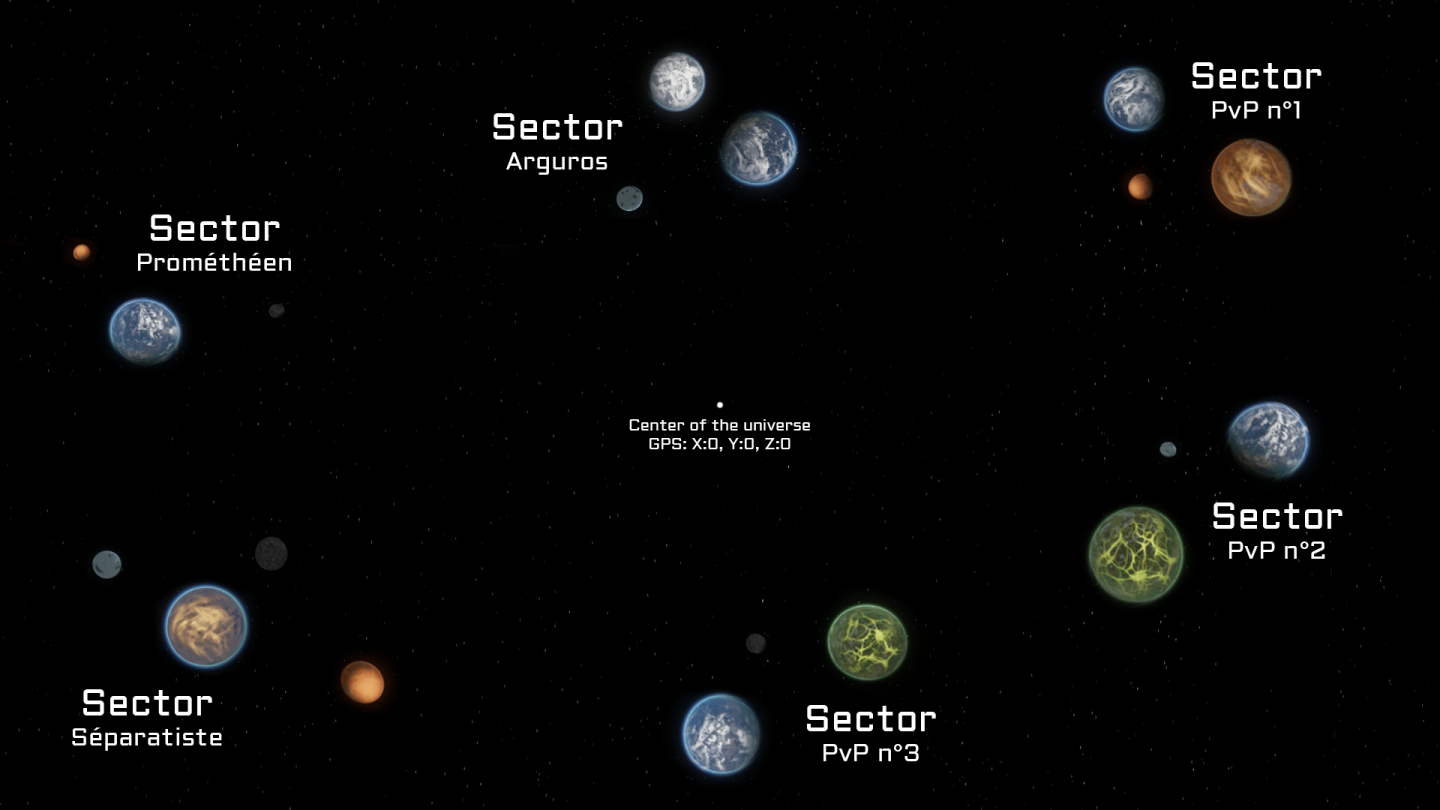 Sector
PvP n°1
Sector
Arguros
Sector
Prométhéen
Center of the universe
GPS: X:0, Y:0, Z:0
Sector
PvP n°2
Sector
Séparatiste
Sector
PvP n°3